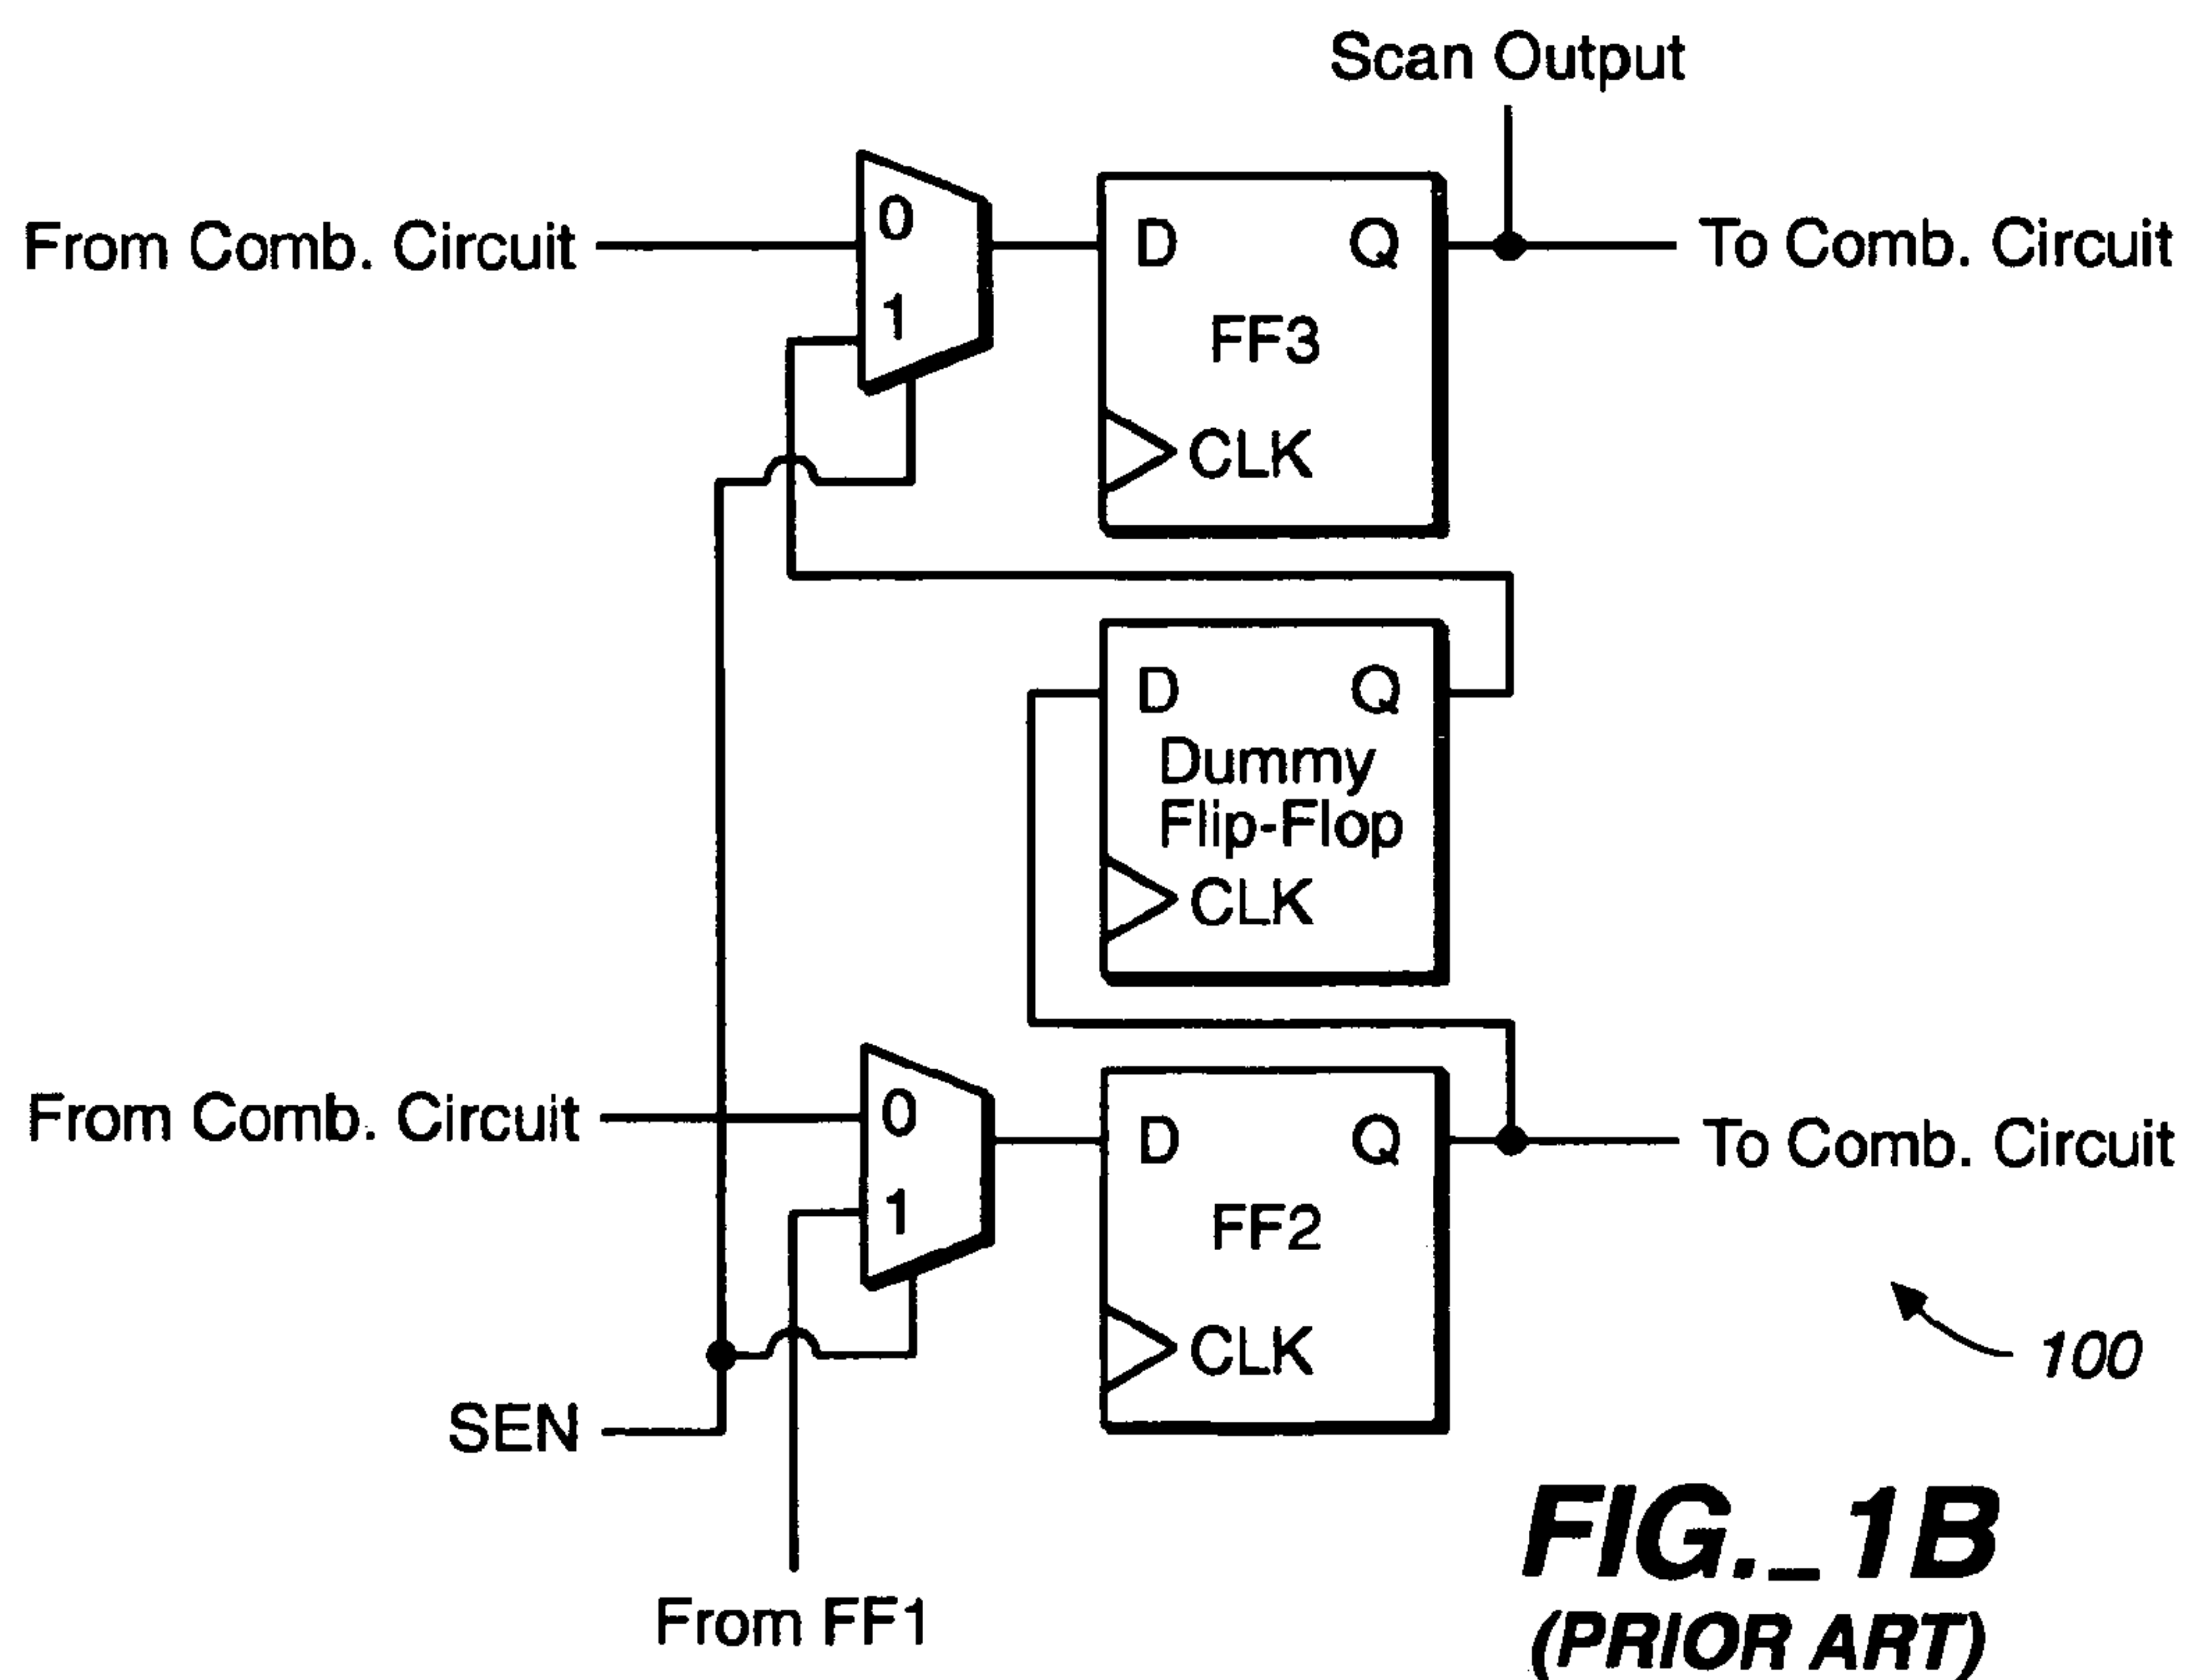 Scan Output
From Comb. Circuit
0
1
D
Q
FF3
CLK
To Comb. Circuit
D
Q
Dummy
Flip-Flop
CLK
From Comb. Circuit
0
1
D
Q
FF2
CLK
To Comb. Circuit
100
SEN
From FF1
FIG._1B
(PRIOR ART)